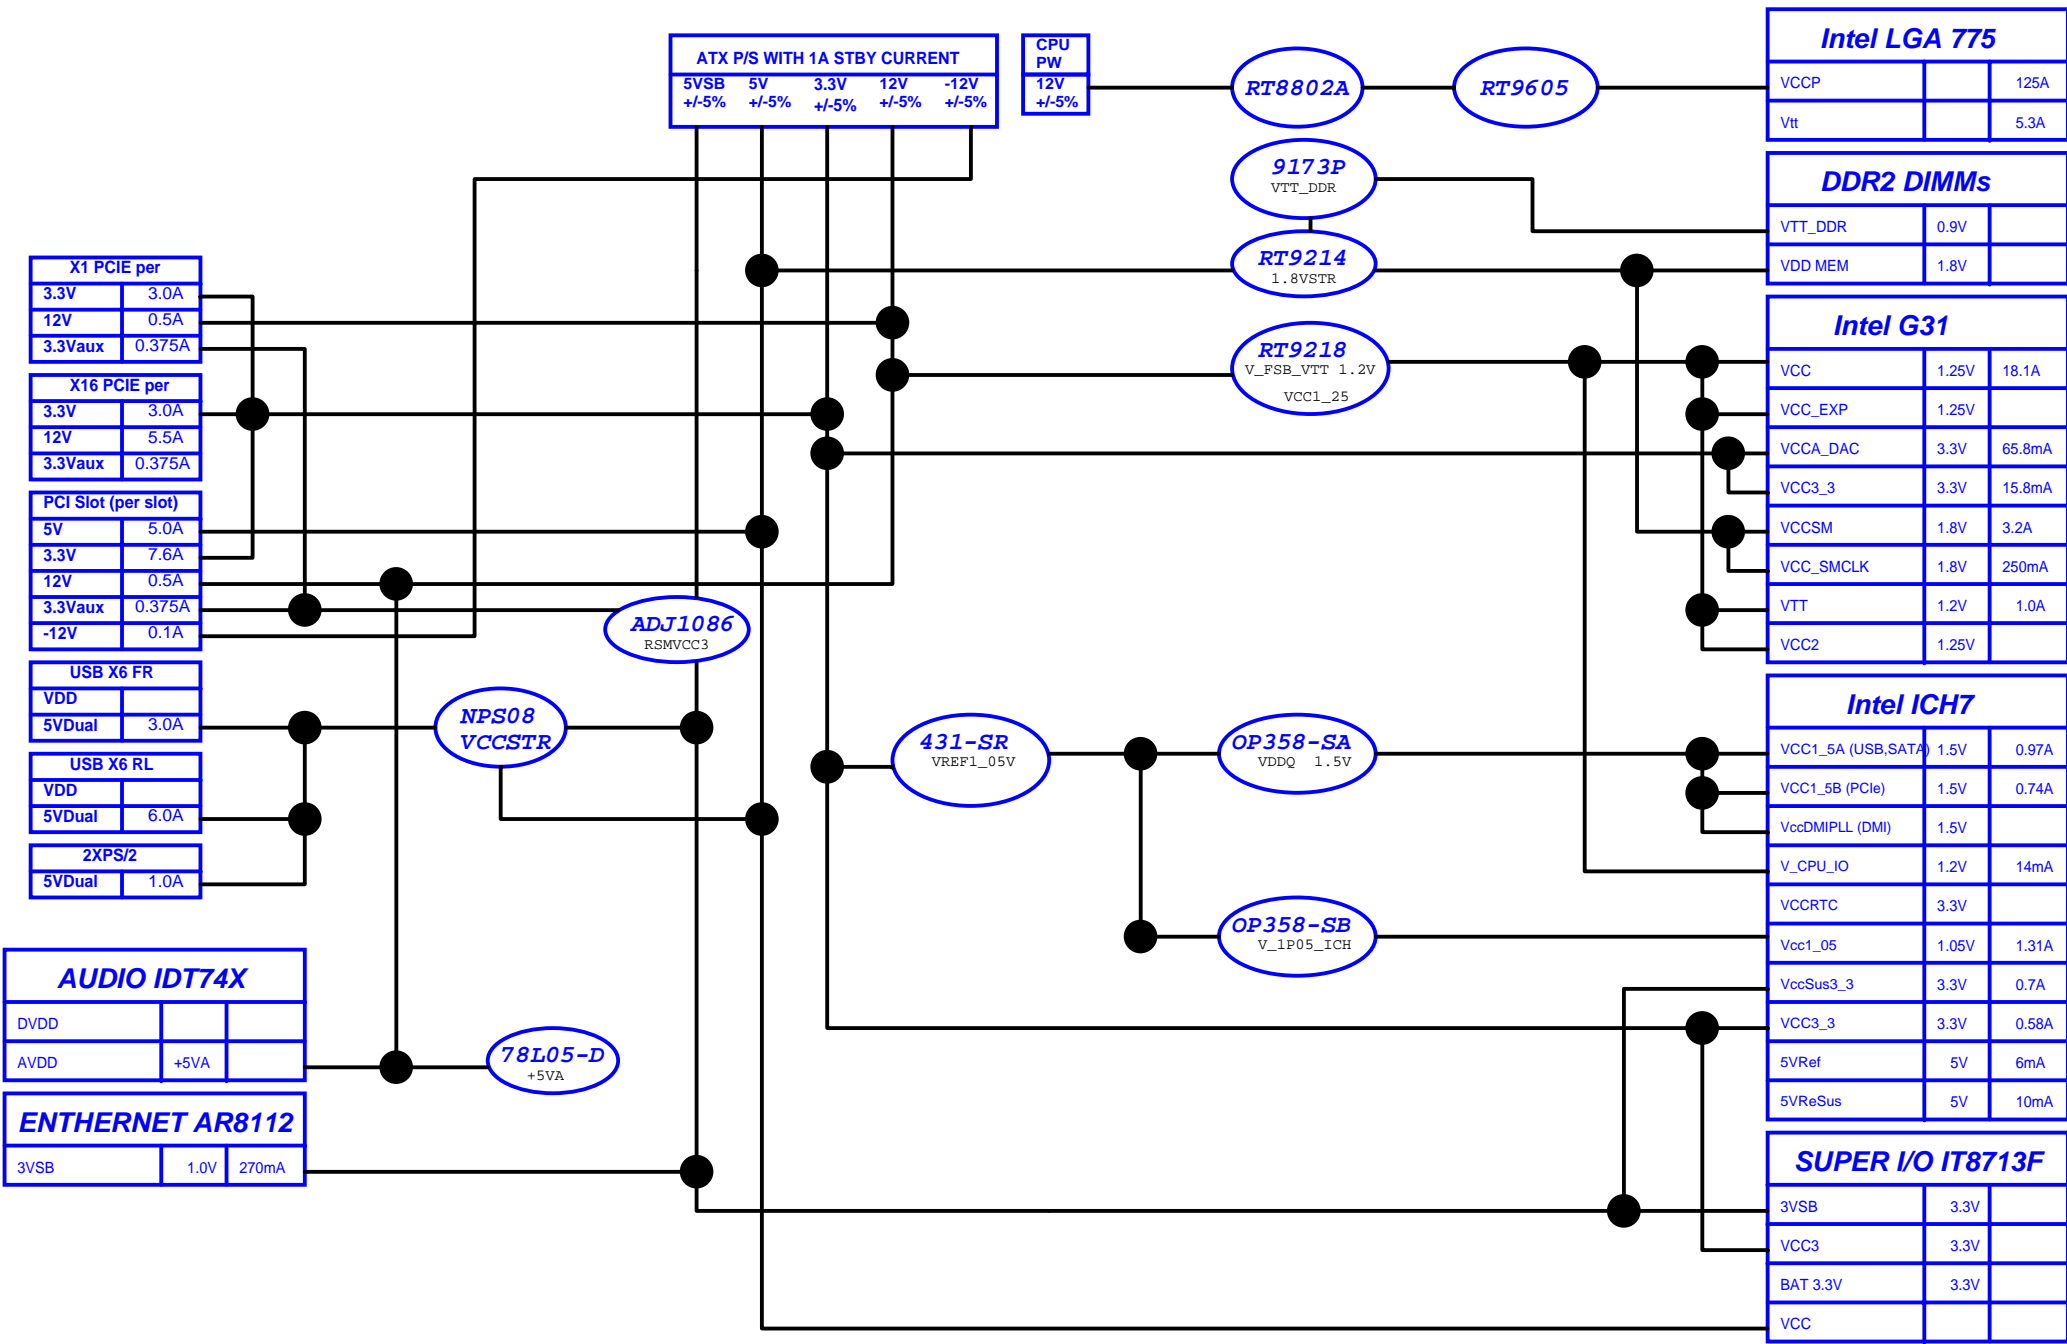 ATX P/S WITH 1A STBY CURRENT
5VSB 5V 3.3V 12V -12V
+/-5% +/-5% +/-5% +/-5% +/-5%
CPU
PW
12V
+/-5%
RT8802A
RT9605
9173P
VTT_DDR
RT9214
1.8VSTR
RT9218
V_FSB_VTT 1.2V
VCC1_25
X1 PCIE per
3.3V 3.0A
12V 0.5A
3.3Vaux 0.375A
X16 PCIE per
3.3V 3.0A
12V 5.5A
3.3Vaux 0.375A
PCI Slot (per slot)
5V 5.0A
3.3V 7.6A
12V 0.5A
3.3Vaux 0.375A
-12V 0.1A
USB X6 FR
VDD
5VDual 3.0A
USB X6 RL
VDD
5VDual 6.0A
2XPS/2
5VDual 1.0A
AUDIO IDT74X
DVDD
AVDD +5VA
ENTHERNET AR8112
3VSB 1.0V 270mA
ADJ1086
RSMVCC3
NPS08
VCCSTR
78L05-D
+5VA
431-SR
VREF1_05V
OP358-SA
VDDQ 1.5V
OP358-SB
V_1P05_ICH
Intel LGA 775
VCCP 125A
Vtt 5.3A
DDR2 DIMMs
VTT_DDR 0.9V
VDD MEM 1.8V
Intel G31
VCC 1.25V 18.1A
VCC_EXP 1.25V
VCCA_DAC 3.3V 65.8mA
VCC3_3 3.3V 15.8mA
VCCSM 1.8V 3.2A
VCC_SMCLK 1.8V 250mA
VTT 1.2V 1.0A
VCC2 1.25V
Intel ICH7
VCC1_5A (USB,SATA) 1.5V 0.97A
VCC1_5B (PCIe) 1.5V 0.74A
VccDMIPLL (DMI) 1.5V
V_CPU_IO 1.2V 14mA
VCCRTC 3.3V
Vcc1_05 1.05V 1.31A
VccSus3_3 3.3V 0.7A
VCC3_3 3.3V 0.58A
5VRef 5V 6mA
5VReSus 5V 10mA
SUPER I/O IT8713F
3VSB 3.3V
VCC3 3.3V
BAT 3.3V 3.3V
VCC